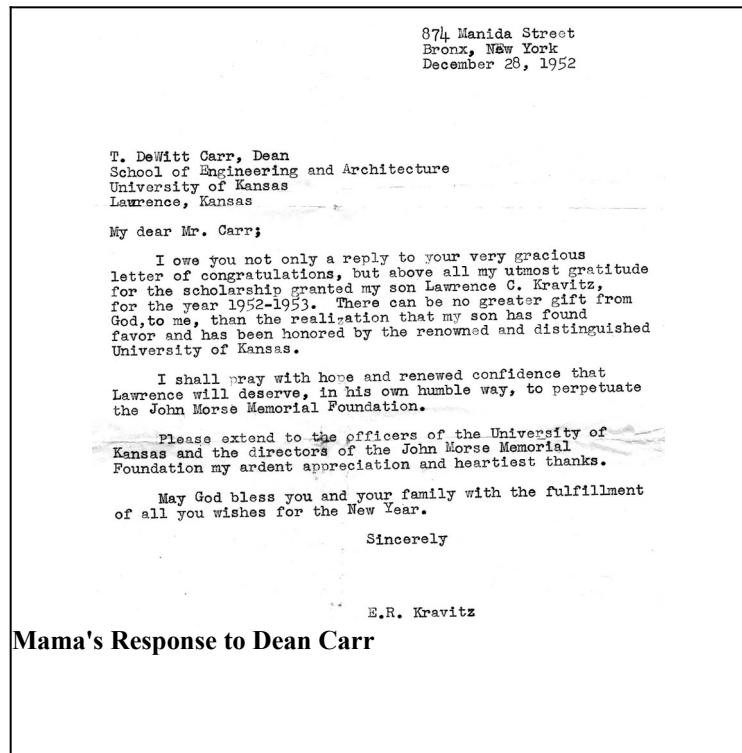 874 Manida Street
Bronx, New York
December 28, 1952
T. DeWitt Carr, Dean
School of Engineering and Architecture
University of Kansas
Lawrence, Kansas
My dear Mr. Carr;
I owe you not only a reply to your very gracious
letter of congratulations, but above all my utmost gratitude
for the scholarship granted my son Lawrence C. Kravitz,
for the year 1952-1953. There can be no greater gift from
God,to me, than the realization that my son has found
favor and has been honored by the renowned and distinguished
University of Kansas.
I shall pray with hope and renewed confidence that
Lawrence will deserve, in his own humble way, to perpetuate
the John Morse Memorial Foundation.
Please extend to the officers of the University of
Kansas and the directors of the John Morse Memorial
Foundation my ardent appreciation and heartiest thanks.
May God bless you and your family with the fulfillment
of all you wishes for the New Year.
Sincerely
E.R. Kravitz
Mama's Response to Dean Carr